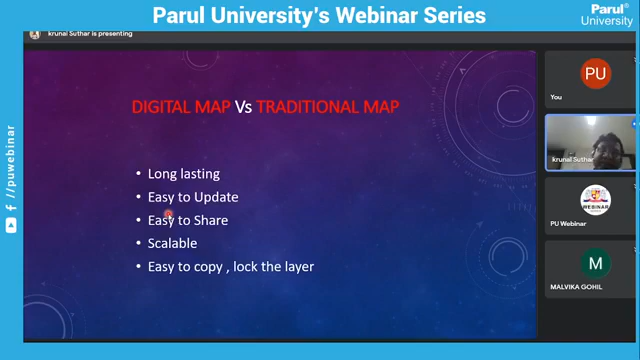 Parul University's Webinar Series
Parul®
University
krunal Suthar is presenting
DIGITAL MAP Vs TRADITIONAL MAP
• Long lasting
• Easy to Update
• Easy to Share
• Scalable
• Easy to copy , lock the layer
PU
You
krunal Suthar
WEBINAR
PU Webinar
M
MALVIKA GOHIL
/puwebinar